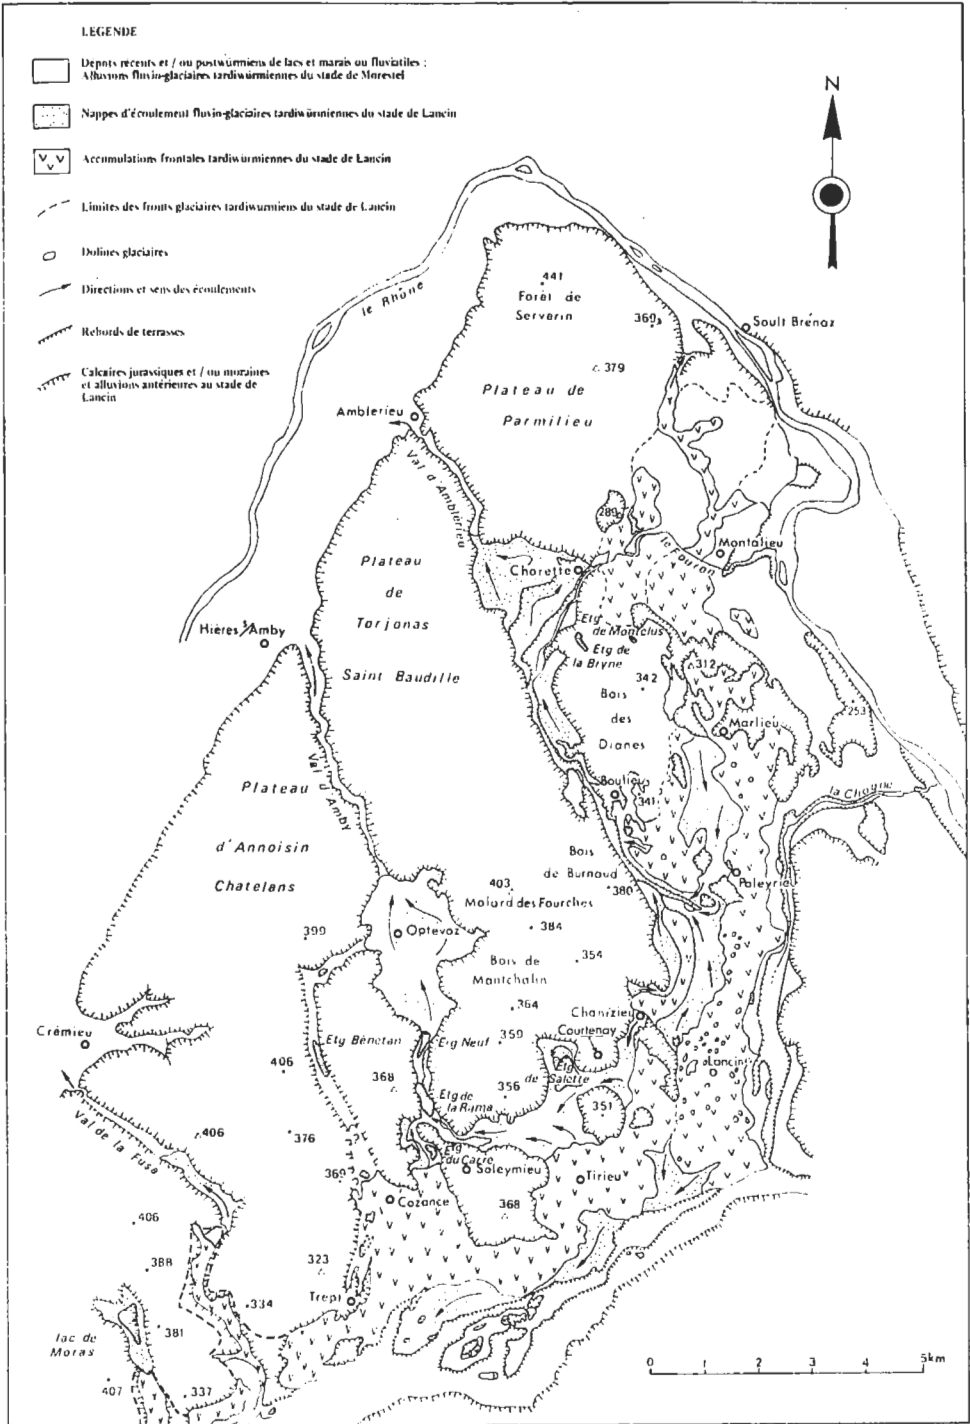 LEGENDE
Depots récents et / ou postwürmiens de lacs et marais ou fluviatiles :
Alluvions fluvio-glaciaires tardiwürmiennes du stade de Morestel
Nappes d'écoulement fluvio-glaciaires tardiwürmiennes du stade de Lancin
Accumulations frontales tardiwurmiennes du stade de Lancin
Limites des fronts glaciaires tardiwurmiens du stade de Lancin
Dolines glaciaires
Directions et sens des écoulements
Rebords de terrasses
Calcaires jurassiques et / ou moraines
et alluvions antérieures au stade de
Lancin
N
le Rhône
441
Forêt de
Serverin
369
Soult Brénaz
379
Plateau de
Parmilieu
Amblerieu
Val d'Amblérieu
289
le Fouron
Montalieu
Chorette
Plateau
de
Torjonas
Saint Baudille
Etg
de Montclus
Etg de
la Bryne
Hières s/Amby
312
342
Bois
des
Dianes
253
Marlieu
Val d'Amby
Plateau
d'Annoisin
Chatelans
Boulieu
341
la Chogne
Bois
de Burnoud
380
Poleyrieu
403
Molard des Fourches
384
399
Optevoz
354
Bois de
Montchalin
364
Chanizieu
Crémieu
Etg Bénetan
Etg Neuf
359
Courtenay
Lancin
406
368
Etg
de Salette
356
351
Etg de
la Rama
Val de la Fusa
406
376
Etg
du Carre
Soleymieu
369
Tirieu
Cozance
368
406
323
388
Trept
334
381
lac de
Moras
407
337
0 1 2 3 4 5km